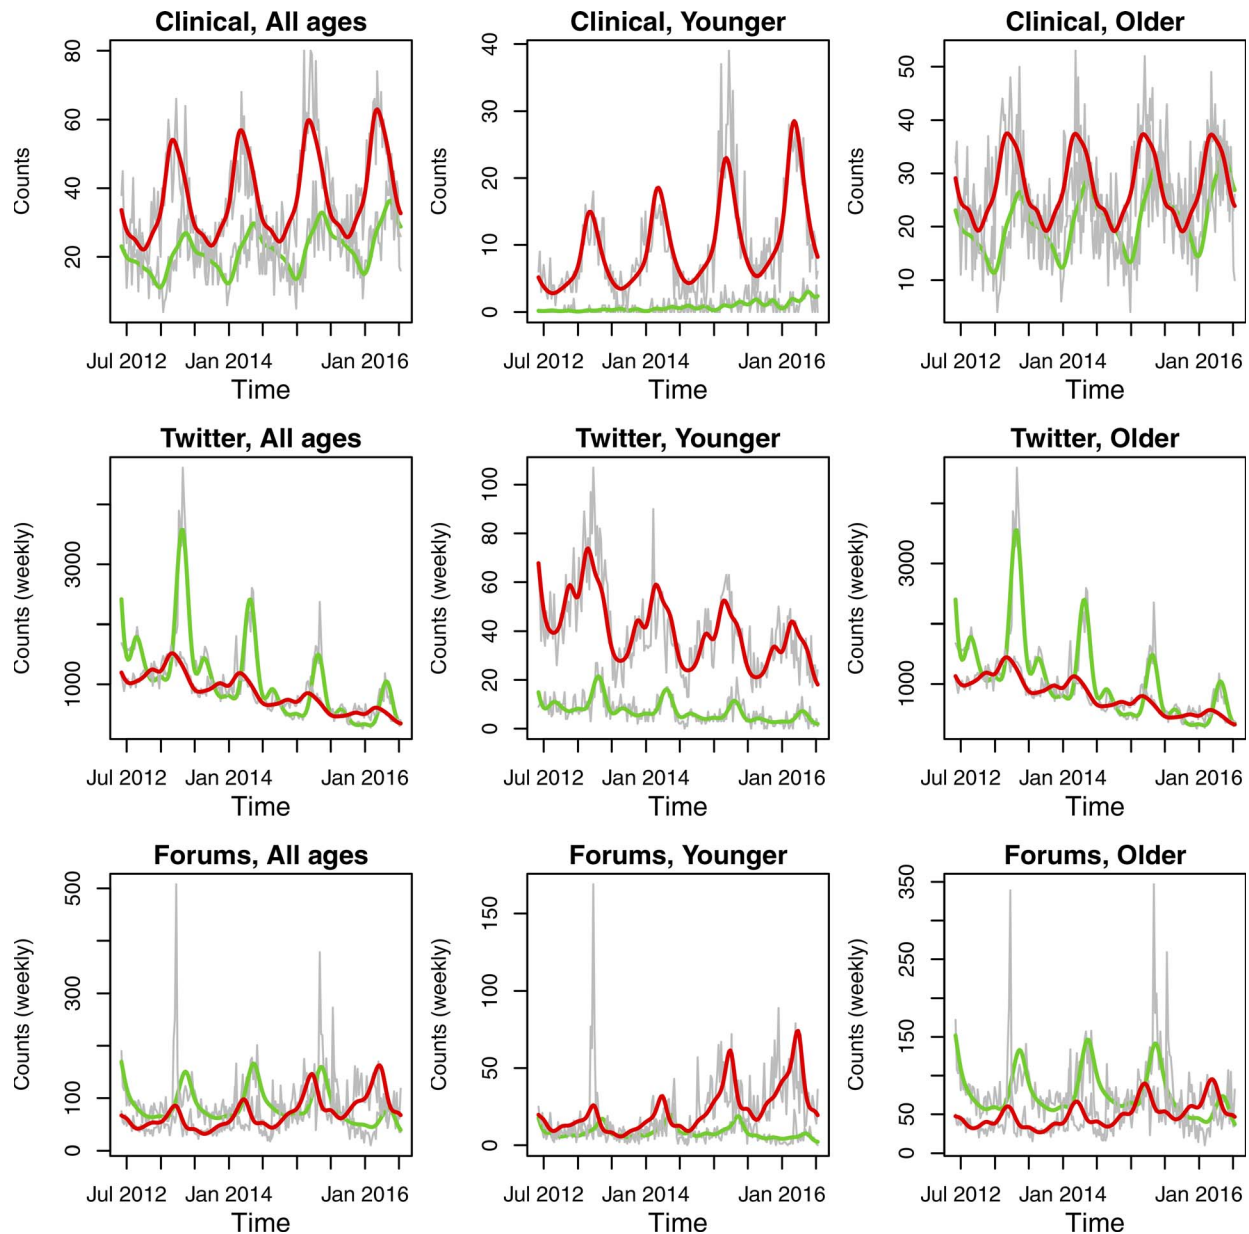 Clinical, All ages
Clinical, Younger
Clinical, Older
Counts
80
60
40
20
Jul 2012 Jan 2014 Jan 2016
Time
Counts
40
30
20
10
0
Jul 2012 Jan 2014 Jan 2016
Time
Counts
50
40
30
20
10
Jul 2012 Jan 2014 Jan 2016
Time
Twitter, All ages
Twitter, Younger
Twitter, Older
Counts (weekly)
3000
1000
Jul 2012 Jan 2014 Jan 2016
Time
Counts (weekly)
100
80
60
40
20
0
Jul 2012 Jan 2014 Jan 2016
Time
Counts (weekly)
3000
1000
Jul 2012 Jan 2014 Jan 2016
Time
Forums, All ages
Forums, Younger
Forums, Older
Counts (weekly)
500
300
100
0
Jul 2012 Jan 2014 Jan 2016
Time
Counts (weekly)
150
100
50
0
Jul 2012 Jan 2014 Jan 2016
Time
Counts (weekly)
350
250
150
50
0
Jul 2012 Jan 2014 Jan 2016
Time